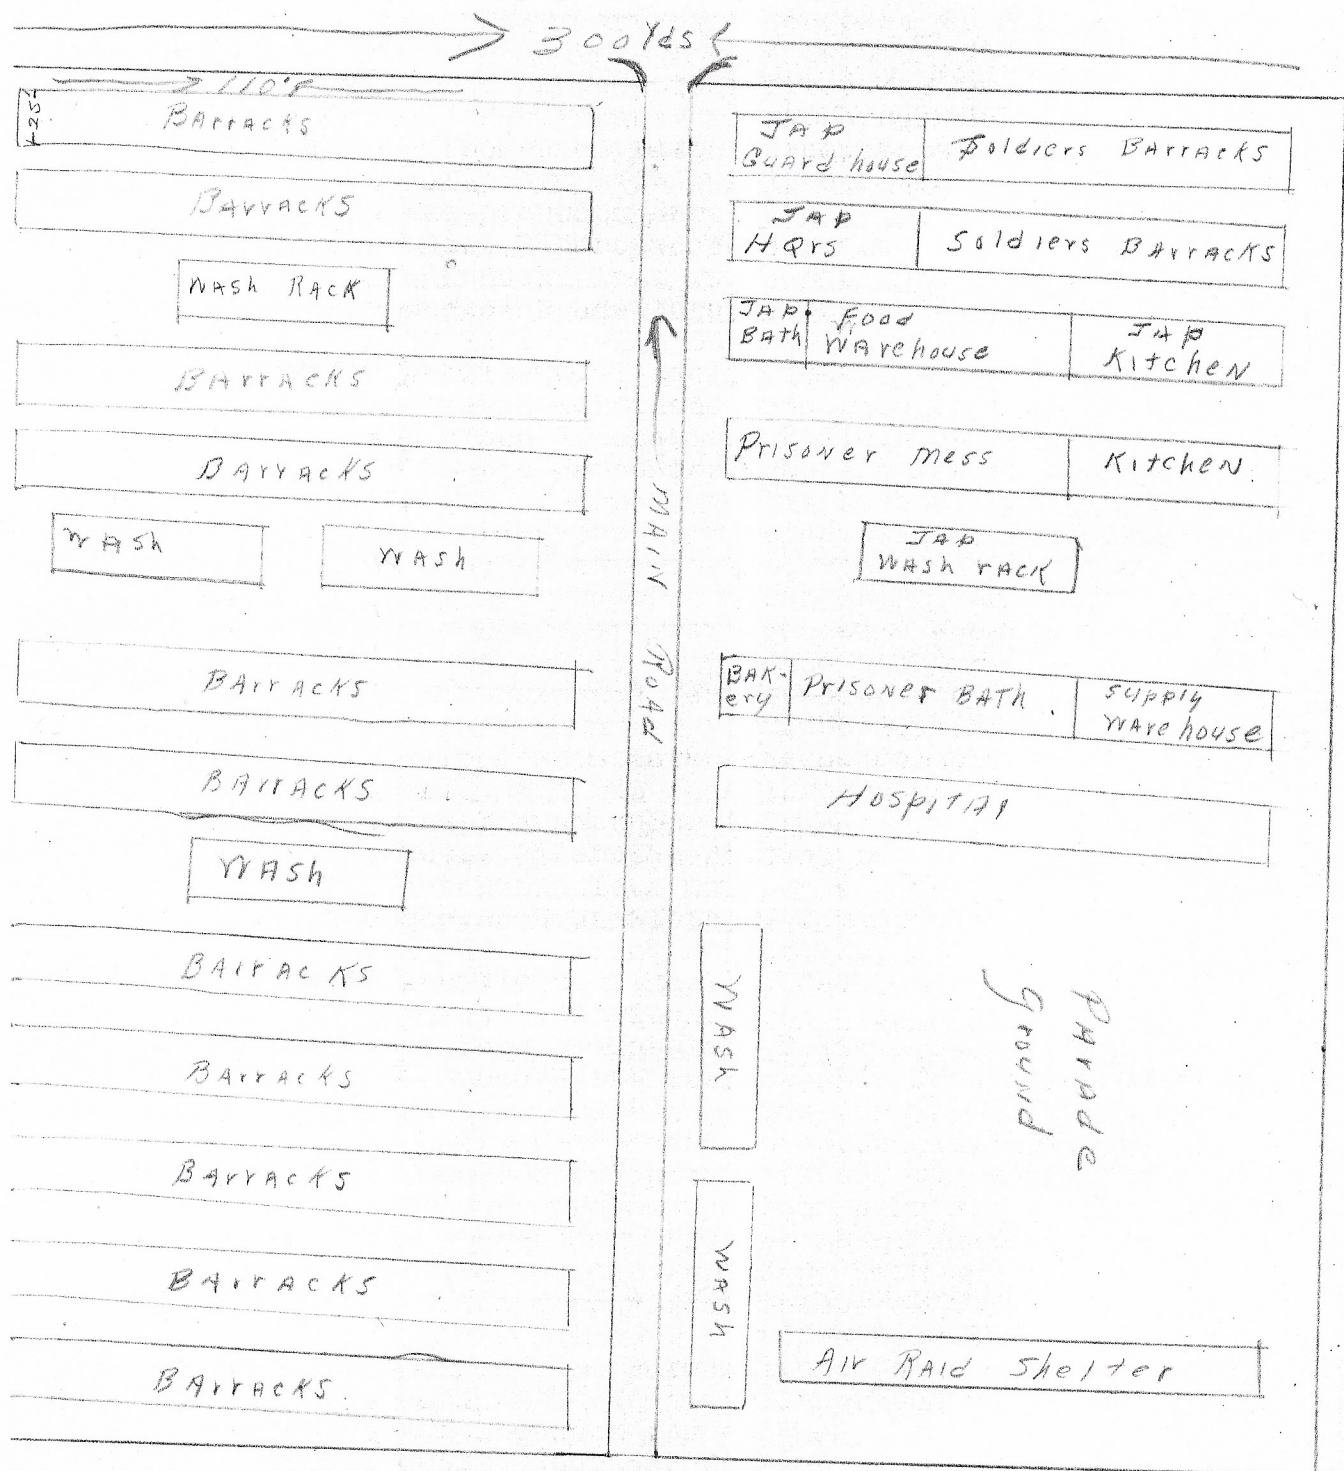 300 Yds
110'
25'
Barracks
Barracks
Wash Rack
Barracks
Barracks
Wash
Wash
Barracks
Barracks
Wash
Barracks
Barracks
Barracks
Barracks
Barracks
Main Road
Jap
Guard house
Soldiers Barracks
Jap
HQrs
Soldiers Barracks
Jap
Bath
Food
Warehouse
Jap
Kitchen
Prisoner Mess
Kitchen
Jap
Wash rack
Bak-
ery
Prisoner Bath
Supply
Warehouse
Hospital
Wash
Parade
Ground
Wash
Air Raid Shelter